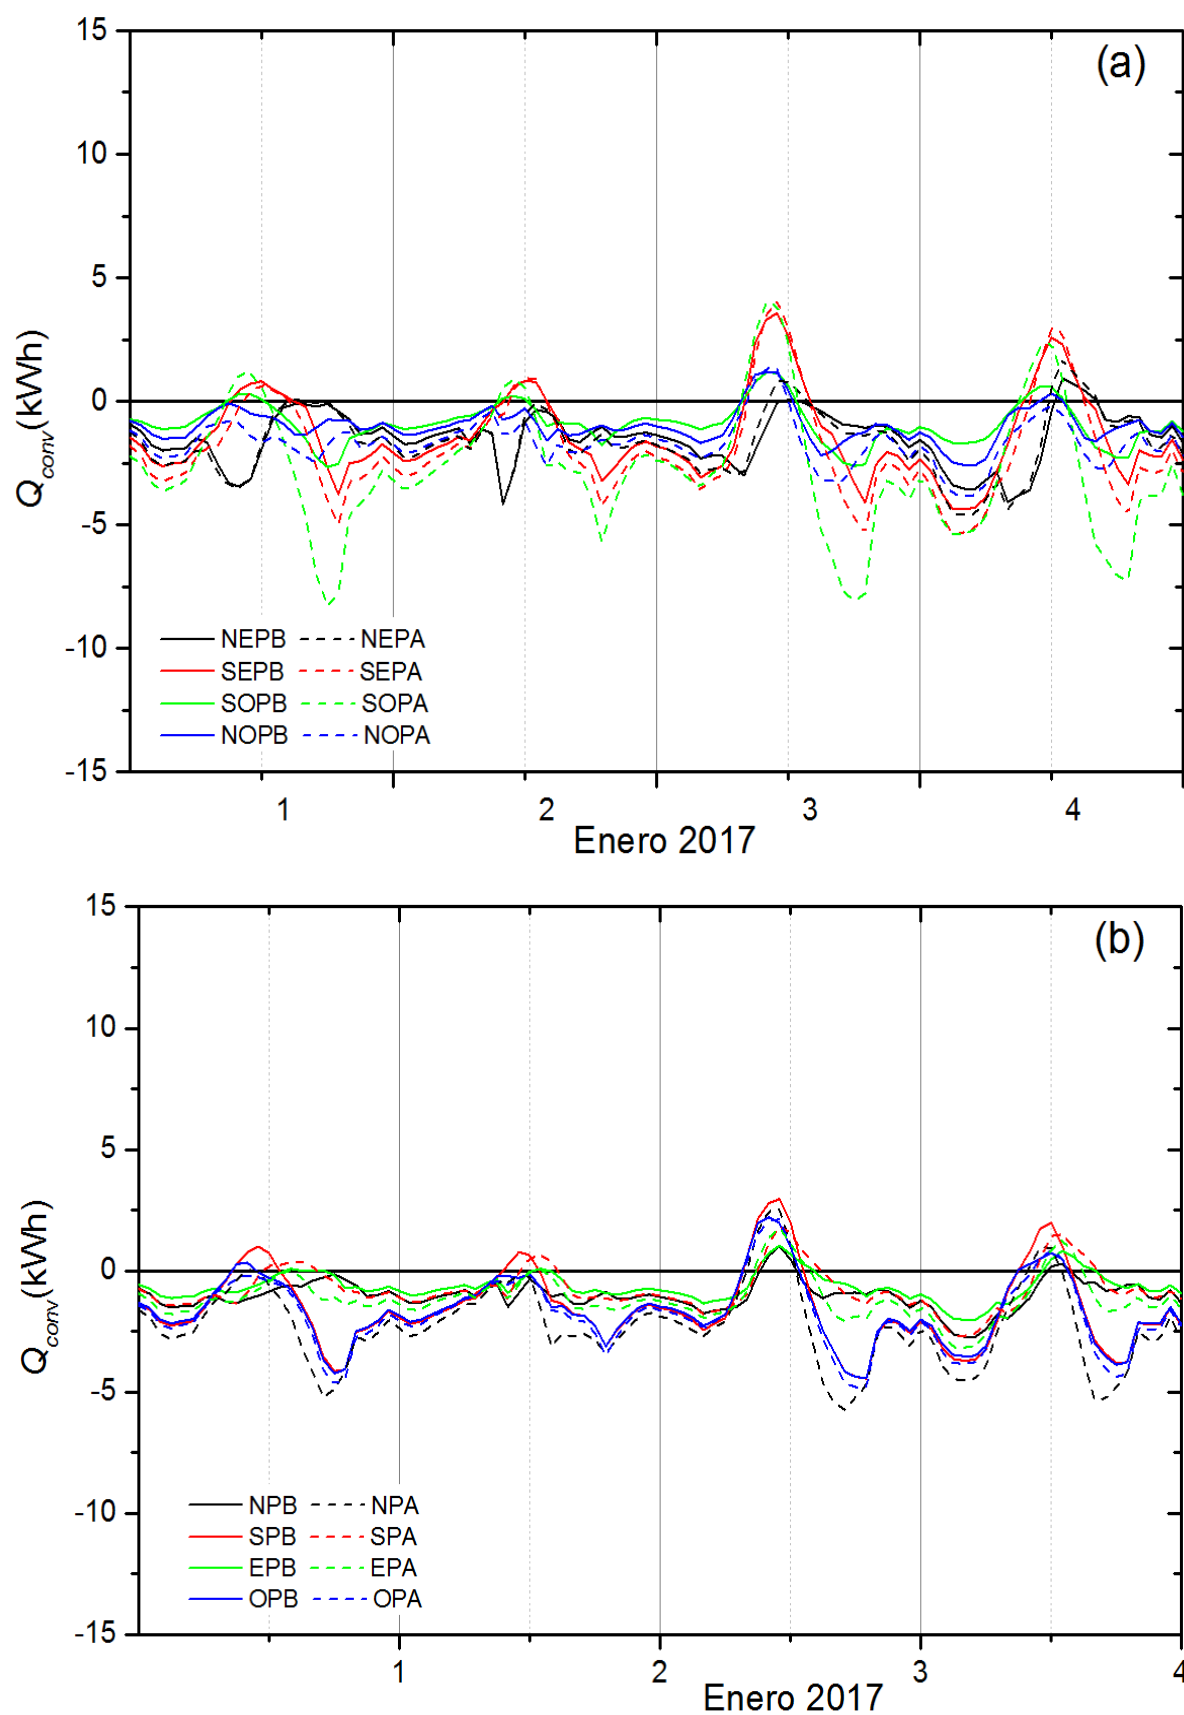 (a)
15
10
5
0
-5
-10
-15
Qconv(kWh)
NEPB NEPA
SEPB SEPA
SOPB SOPA
NOPB NOPA
1 2 3 4
Enero 2017
(b)
15
10
5
0
-5
-10
-15
Qconv(kWh)
NPB NPA
SPB SPA
EPB EPA
OPB OPA
1 2 3 4
Enero 2017